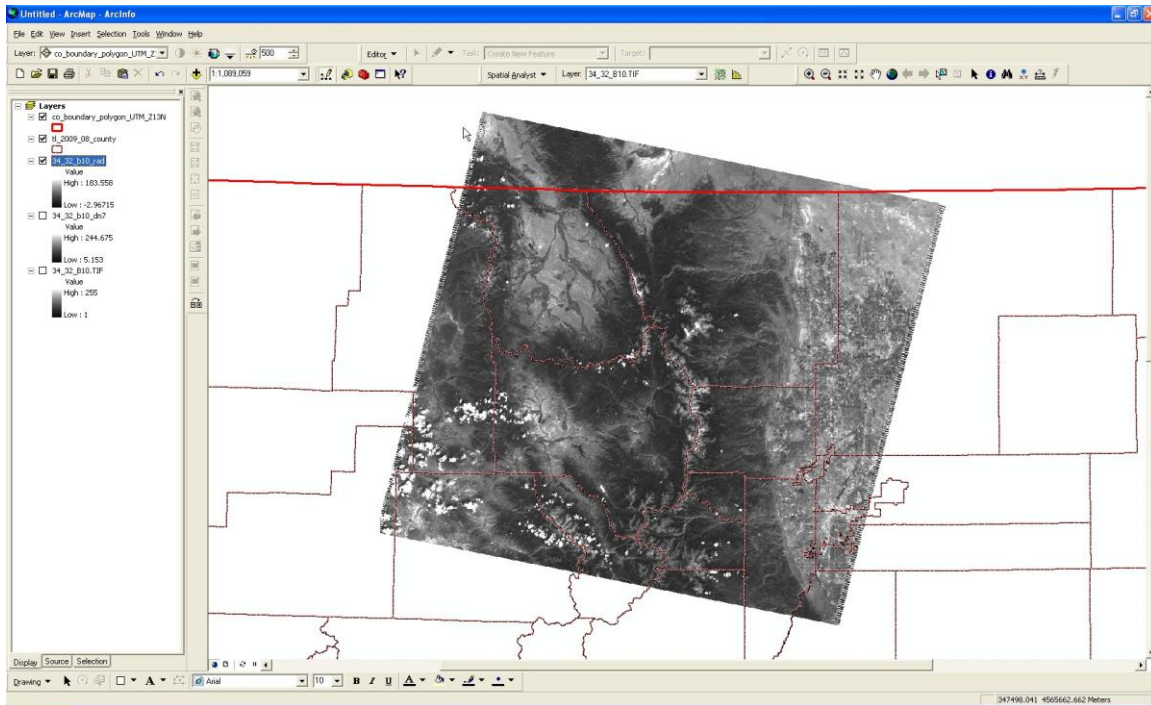 Untitled - ArcMap - ArcInfo
File Edit View Insert Selection Tools Window Help
Layer: co_boundary_polygon_UTM_Z1 500 Editor Task: Create New Feature Target:
1:1,089,059 Spatial Analyst Layer: 34_32_B10.TIF
Layers
co_boundary_polygon_UTM_Z13N
tl_2009_08_county
34_32_b10_rad
Value
High : 183.558
Low : -2.96715
34_32_b10_dn7
Value
High : 244.675
Low : 5.153
34_32_B10.TIF
Value
High : 255
Low : 1
Display Source Selection
Drawing A Arial 10 B I U A
347498.041 4565662.662 Meters